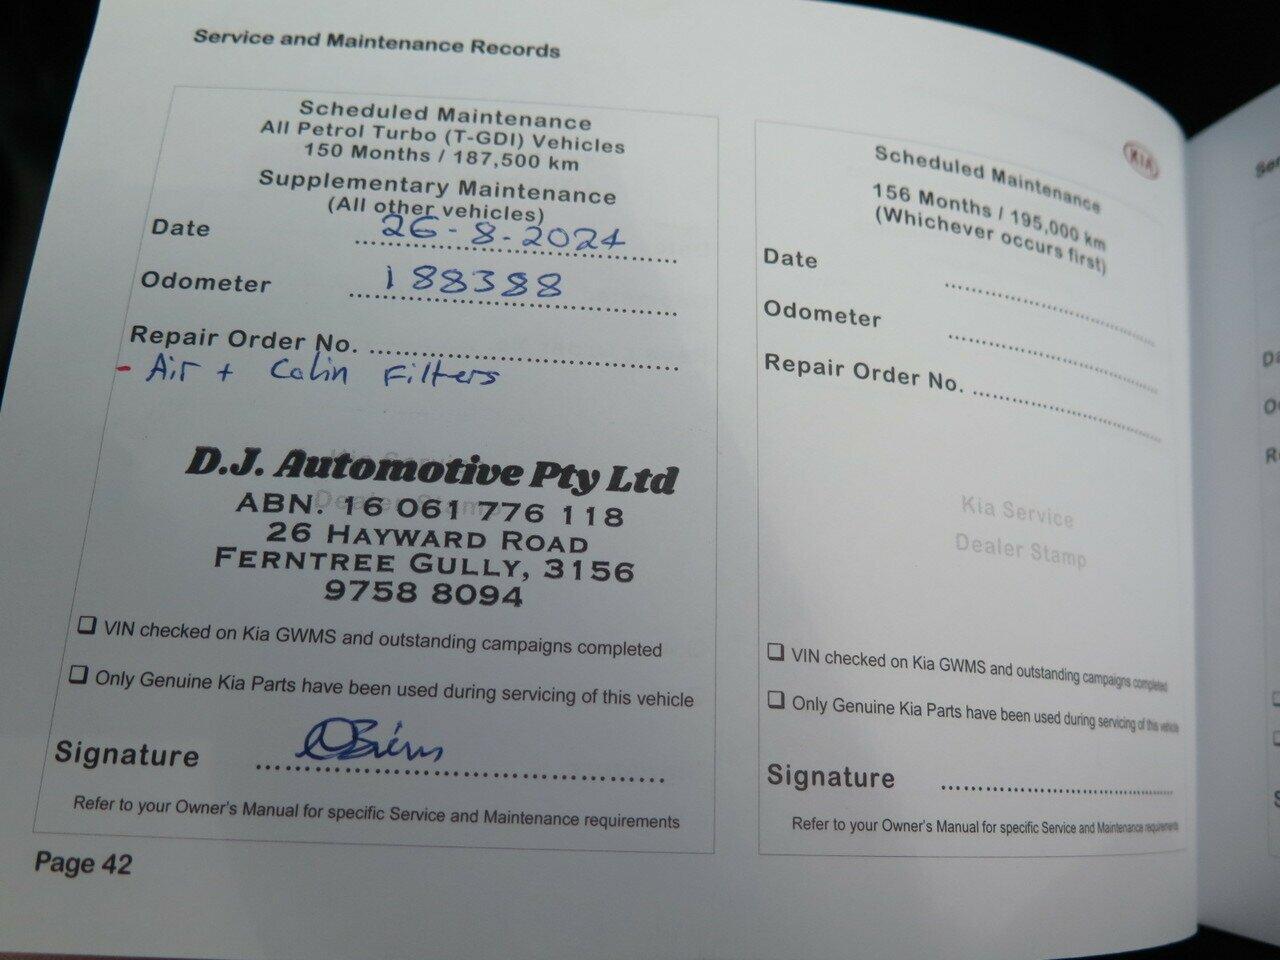 Service and Maintenance Records
Scheduled Maintenance
All Petrol Turbo (T-GDI) Vehicles
150 Months / 187,500 km
Supplementary Maintenance
(All other vehicles)
Date 26-8-2024
Odometer 188388
Repair Order No.
- Air + Cabin Filters
Kia Service
Dealer Stamp
D.J. Automotive Pty Ltd
ABN: 16 061 776 118
26 Hayward Road
Ferntree Gully, 3156
9758 8094
VIN checked on Kia GWMS and outstanding campaigns completed
Only Genuine Kia Parts have been used during servicing of this vehicle
Signature
Refer to your Owner's Manual for specific Service and Maintenance requirements
Page 42
KIA
Scheduled Maintenance
156 Months / 195,000 km
(Whichever occurs first)
Date
Odometer
Repair Order No.
Kia Service
Dealer Stamp
VIN checked on Kia GWMS and outstanding campaigns completed
Only Genuine Kia Parts have been used during servicing of this vehicle
Signature
Refer to your Owner's Manual for specific Service and Maintenance requirements